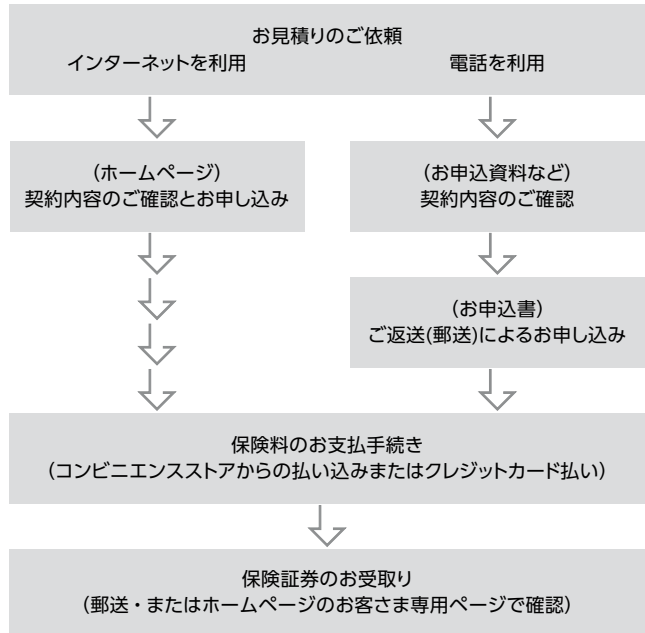 お見積りのご依頼
インターネットを利用
電話を利用
(ホームページ)
契約内容のご確認とお申し込み
(お申込資料など)
契約内容のご確認
(お申込書)
ご返送(郵送)によるお申し込み
保険料のお支払手続き
(コンビニエンスストアからの払い込みまたはクレジットカード払い)
保険証券のお受取り
(郵送・またはホームページのお客さま専用ページで確認)